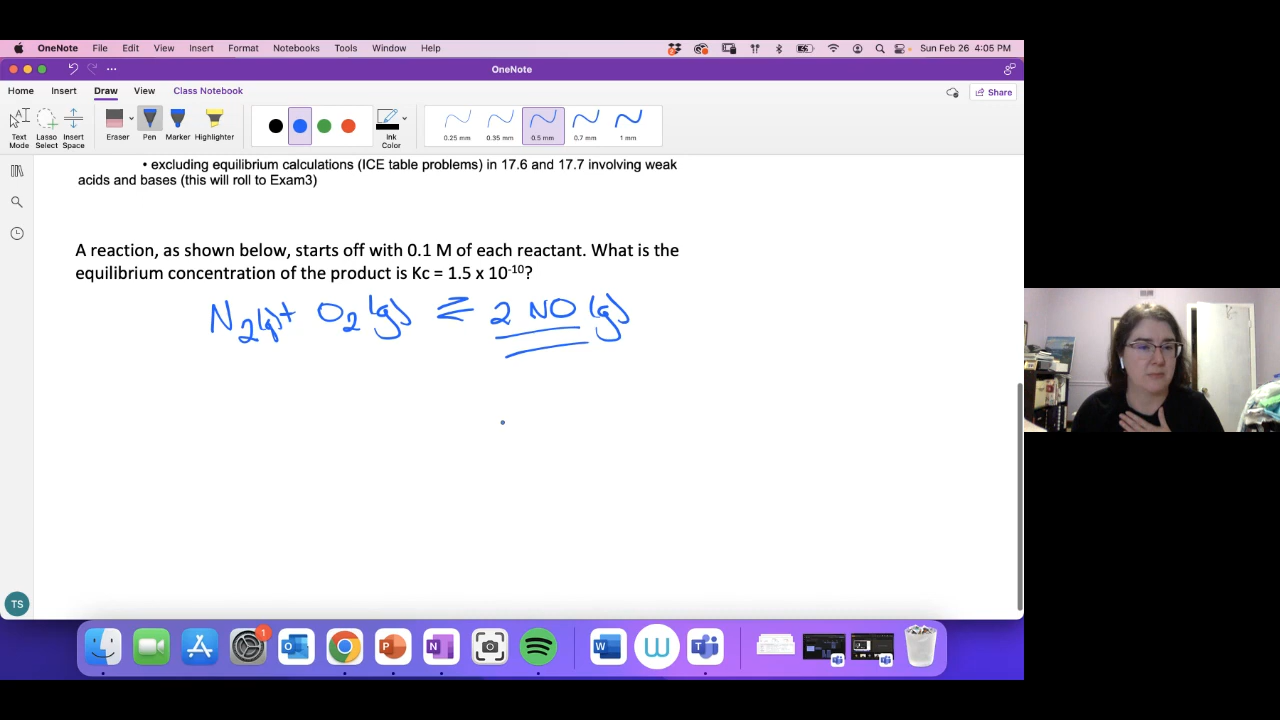 OneNote File Edit View Insert Format Notebooks Tools Window Help Sun Feb 26 4:05 PM
OneNote
Home Insert Draw View Class Notebook Share
Text Mode Lasso Select Insert Space Eraser Pen Marker Highlighter Ink Color 0.25 mm 0.35 mm 0.5 mm 0.7 mm 1 mm
• excluding equilibrium calculations (ICE table problems) in 17.6 and 17.7 involving weak
acids and bases (this will roll to Exam3)
A reaction, as shown below, starts off with 0.1 M of each reactant. What is the
equilibrium concentration of the product is Kc = 1.5 x 10⁻¹⁰?
N₂(g) + O₂(g) ⇌ 2 NO(g)
TS
1
W